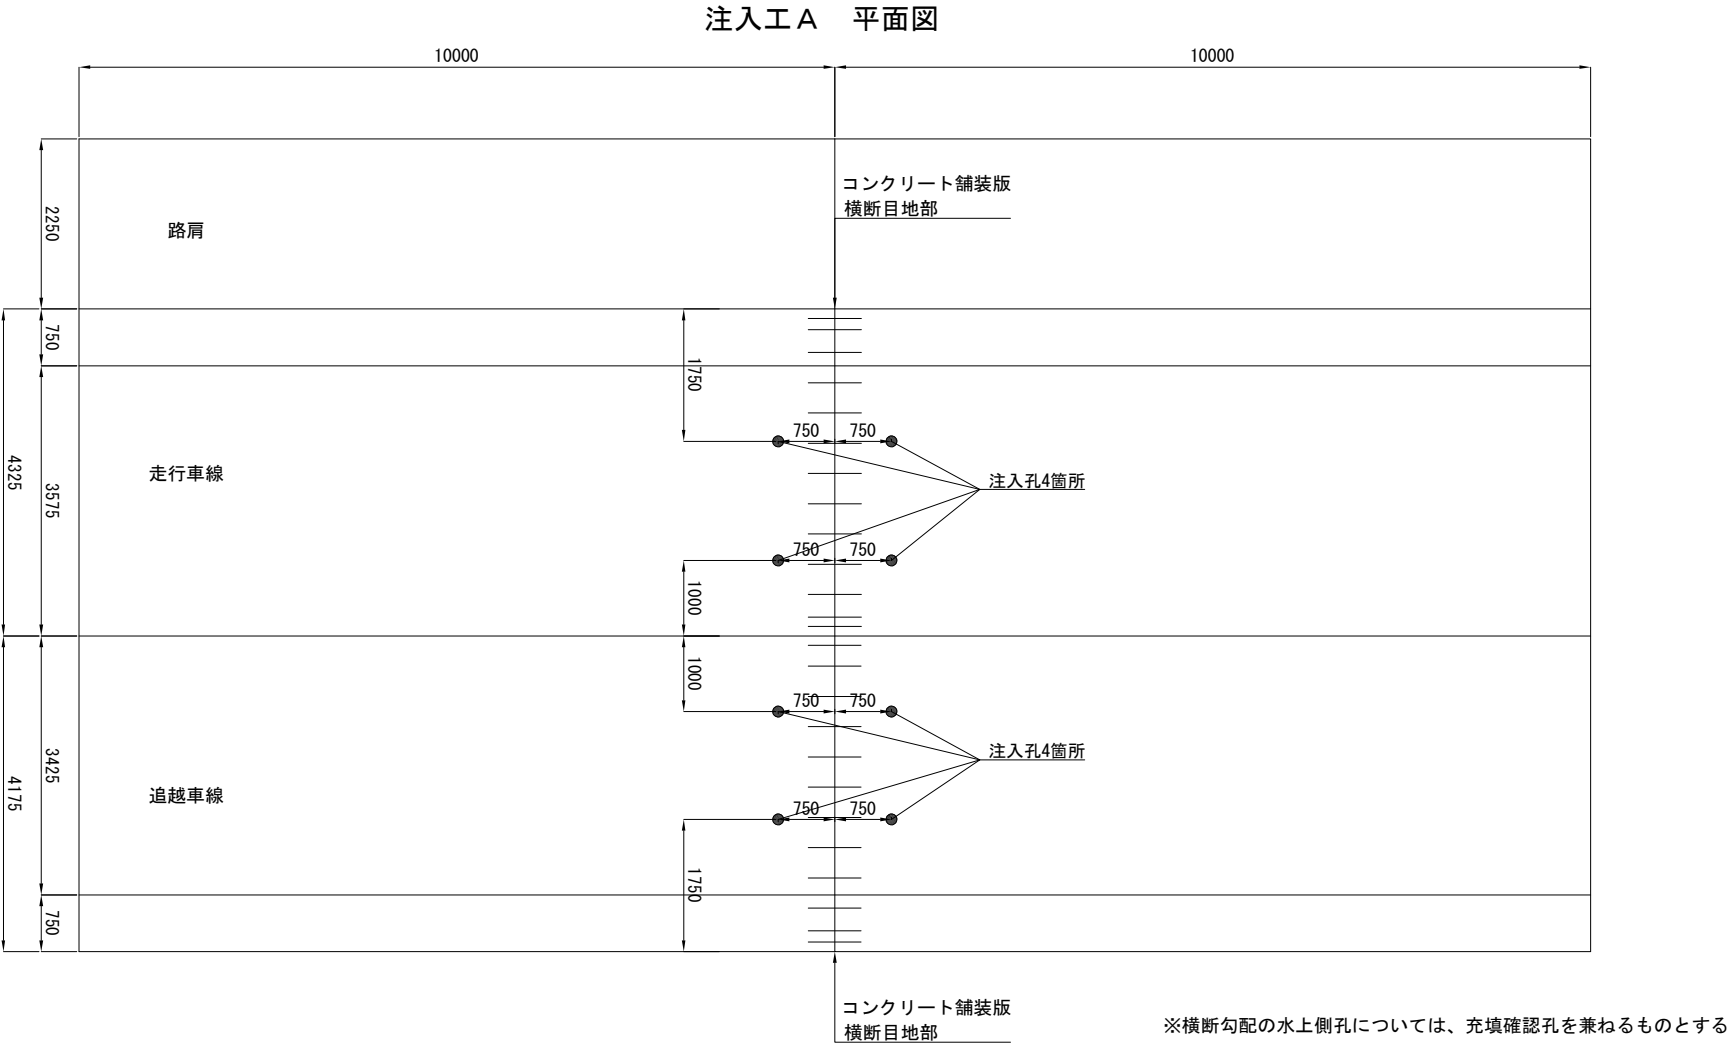 注入工Ａ　平面図
10000
10000
コンクリート舗装版
横断目地部
2250
路肩
750
1750
750
750
4325
走行車線
3575
注入孔4箇所
750
750
1000
1000
750
750
3425
注入孔4箇所
4175
追越車線
750
750
1750
750
コンクリート舗装版
横断目地部
※横断勾配の水上側孔については、充填確認孔を兼ねるものとする